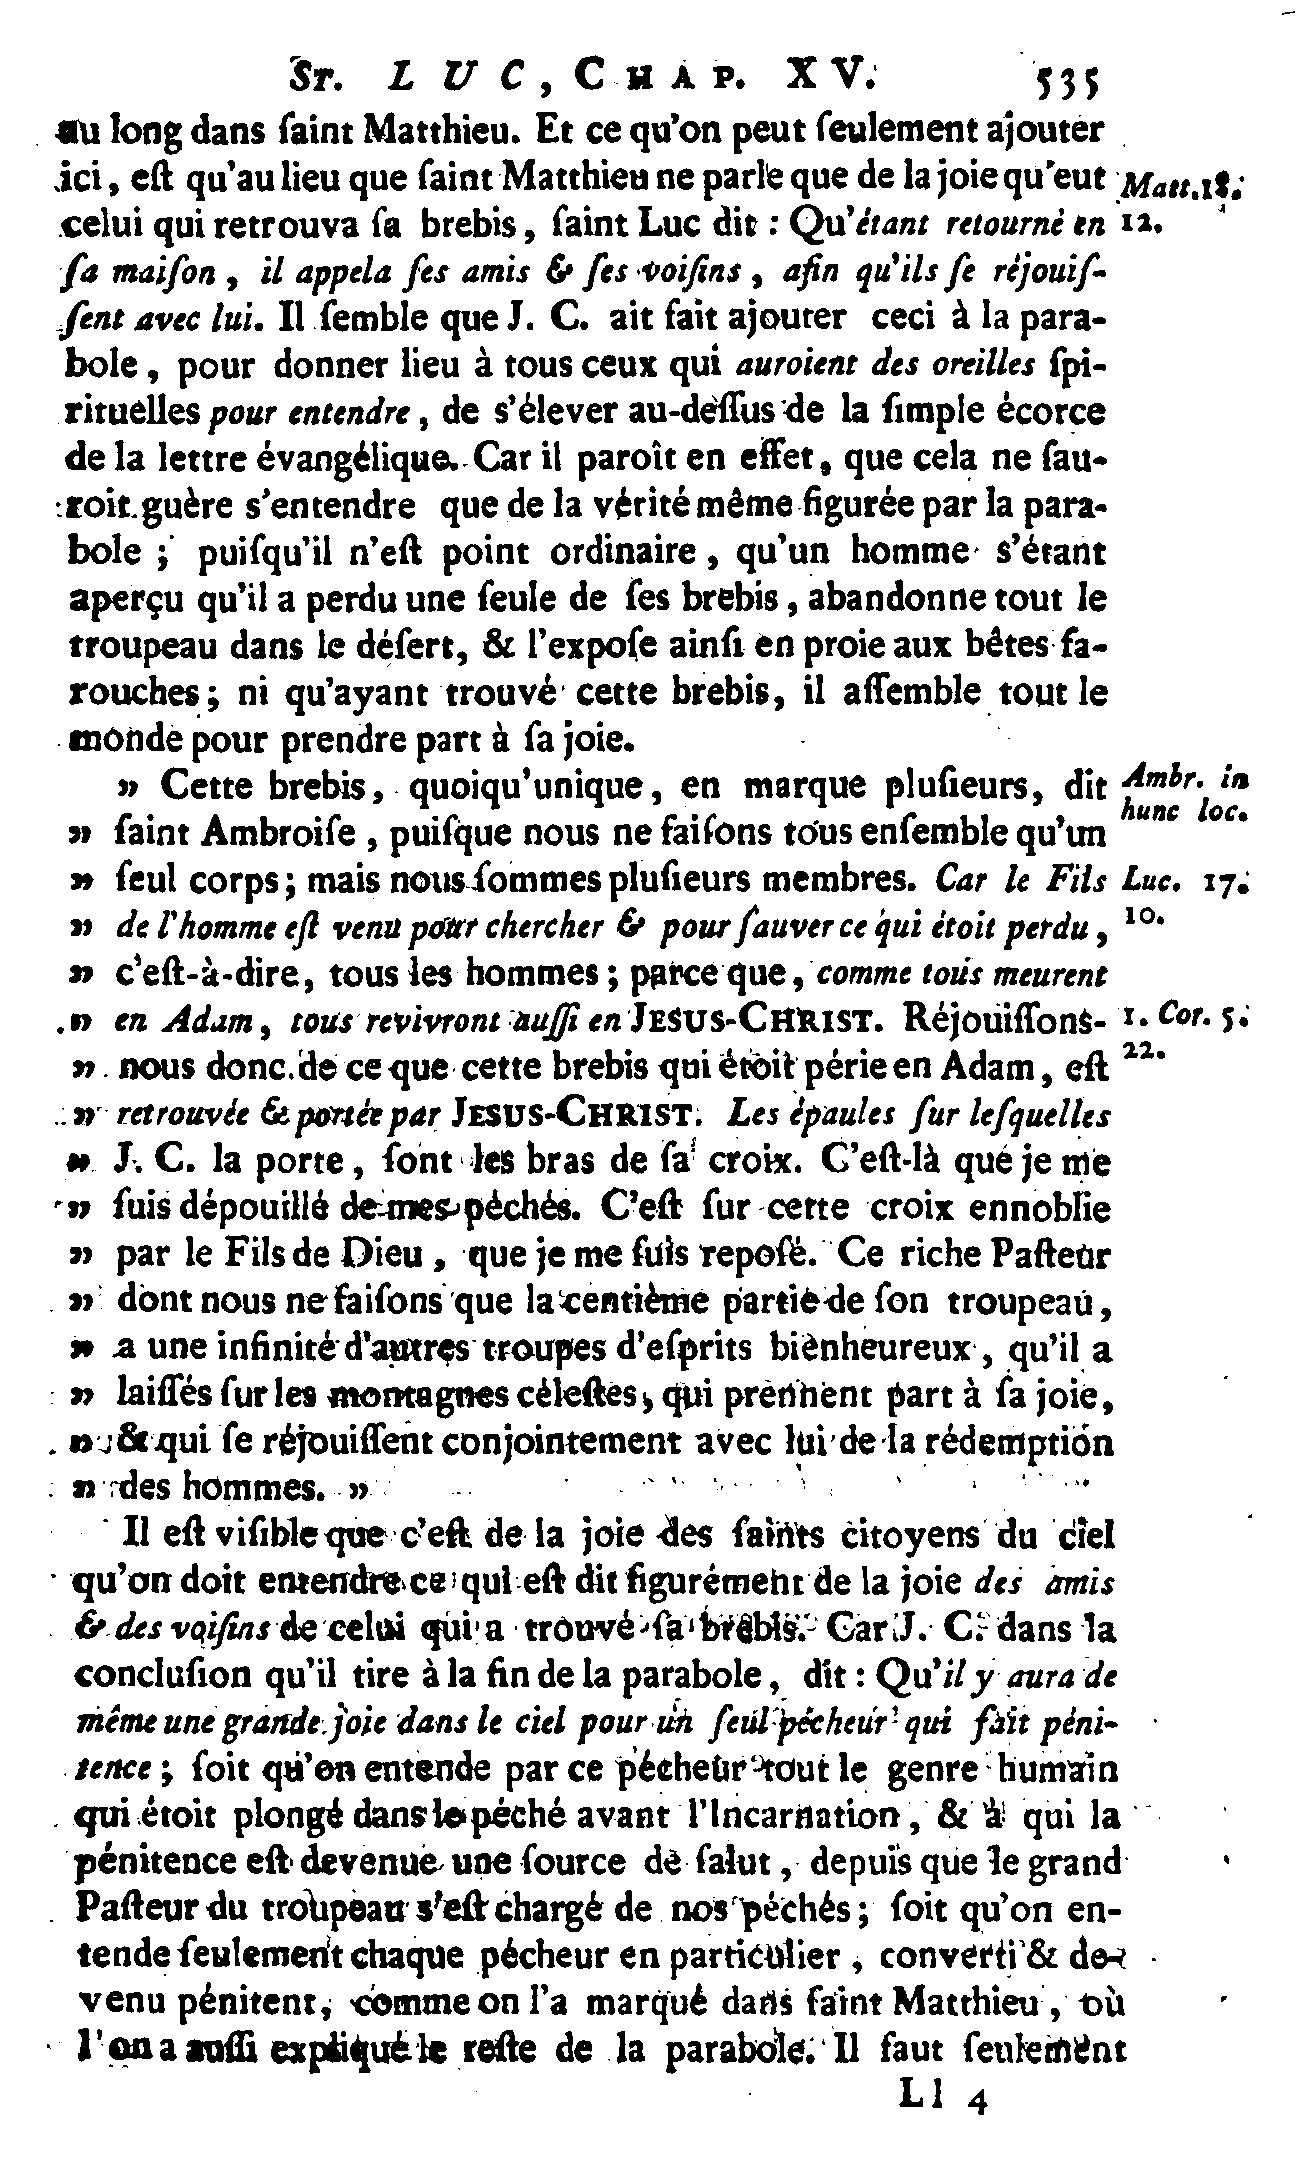 St. LUC, CHAP. XV. 535
au long dans ſaint Matthieu. Et ce qu'on peut ſeulement ajouter
ici, eſt qu'au lieu que ſaint Matthieu ne parle que de la joie qu'eut Matt. 18.
celui qui retrouva ſa brebis, ſaint Luc dit : Qu'étant retourné en 12.
ſa maiſon, il appela ſes amis & ſes voiſins, afin qu'ils ſe réjouiſ-
ſent avec lui. Il ſemble que J. C. ait fait ajouter ceci à la para-
bole, pour donner lieu à tous ceux qui auroient des oreilles ſpi-
rituelles pour entendre, de s'élever au-deſſus de la ſimple écorce
de la lettre évangélique. Car il paroît en effet, que cela ne ſau-
roit guère s'entendre que de la vérité même figurée par la para-
bole ; puiſqu'il n'eſt point ordinaire, qu'un homme s'étant
aperçu qu'il a perdu une ſeule de ſes brebis, abandonne tout le
troupeau dans le déſert, & l'expoſe ainſi en proie aux bêtes fa-
rouches ; ni qu'ayant trouvé cette brebis, il aſſemble tout le
monde pour prendre part à ſa joie.
» Cette brebis, quoiqu'unique, en marque pluſieurs, dit Ambr. in
» ſaint Ambroiſe, puiſque nous ne faiſons tous enſemble qu'un hunc loc.
» ſeul corps ; mais nous ſommes pluſieurs membres. Car le Fils Luc. 17.
» de l'homme eſt venu pour chercher & pour ſauver ce qui étoit perdu, 10.
» c'eſt-à-dire, tous les hommes ; parce que, comme tous meurent
» en Adam, tous revivront auſſi en JESUS-CHRIST. Réjouiſſons- 1. Cor. 5.
» nous donc de ce que cette brebis qui étoit périe en Adam, eſt 22.
» retrouvée & portée par JESUS-CHRIST. Les épaules ſur leſquelles
» J. C. la porte, ſont les bras de ſa croix. C'eſt-là que je me
» ſuis dépouillé de mes péchés. C'eſt ſur cette croix ennoblie
» par le Fils de Dieu, que je me ſuis repoſé. Ce riche Paſteur
» dont nous ne faiſons que la centième partie de ſon troupeau,
» a une infinité d'autres troupes d'eſprits bienheureux, qu'il a
» laiſſés ſur les montagnes céleſtes, qui prennent part à ſa joie,
» & qui ſe réjouiſſent conjointement avec lui de la rédemption
» des hommes. »
Il eſt viſible que c'eſt de la joie des ſaints citoyens du ciel
qu'on doit entendre ce qui eſt dit figurément de la joie des amis
& des voiſins de celui qui a trouvé ſa brebis. Car J. C. dans la
concluſion qu'il tire à la fin de la parabole, dit : Qu'il y aura de
même une grande joie dans le ciel pour un ſeul pécheur qui fait péni-
tence ; ſoit qu'on entende par ce pécheur tout le genre humain
qui étoit plongé dans le péché avant l'Incarnation, & à qui la
pénitence eſt devenue une ſource de ſalut, depuis que le grand
Paſteur du troupeau s'eſt chargé de nos péchés ; ſoit qu'on en-
tende ſeulement chaque pécheur en particulier, converti & de-
venu pénitent, comme on l'a marqué dans ſaint Matthieu, où
l'on a auſſi expliqué le reſte de la parabole. Il faut ſeulement
Ll 4